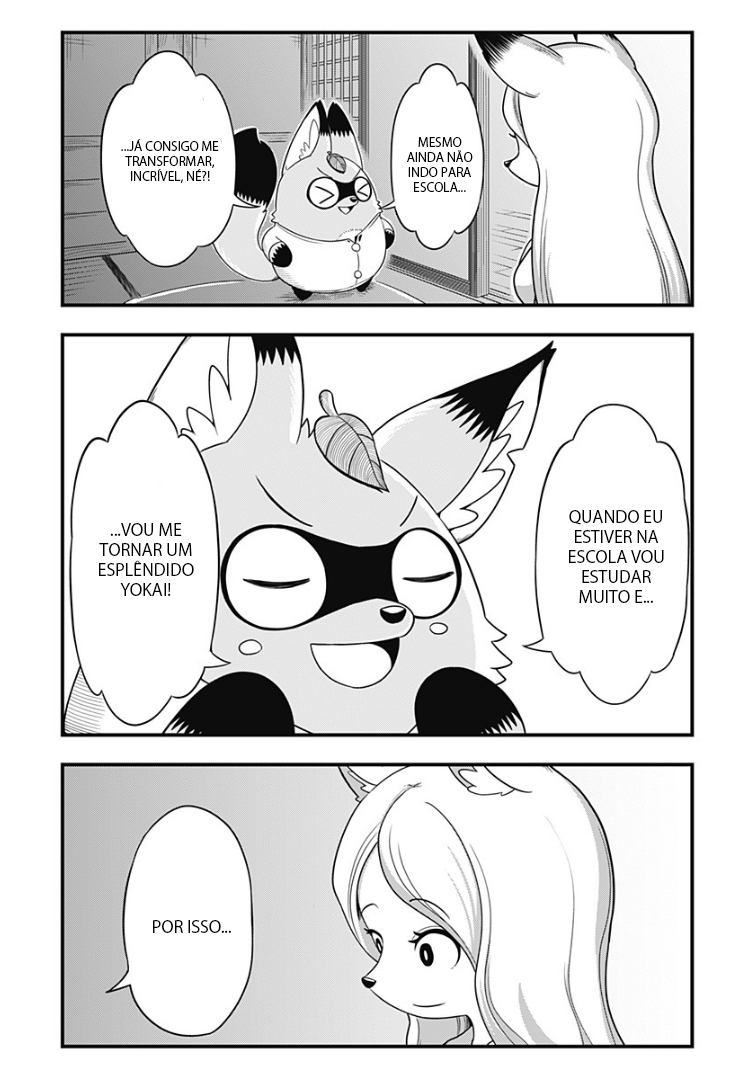 MESMO
AINDA NÃO
INDO PARA
ESCOLA...
...JÁ CONSIGO ME
TRANSFORMAR,
INCRÍVEL, NÉ?!
QUANDO EU
ESTIVER NA
ESCOLA VOU
ESTUDAR
MUITO E...
...VOU ME
TORNAR UM
ESPLÊNDIDO
YOKAI!
POR ISSO...